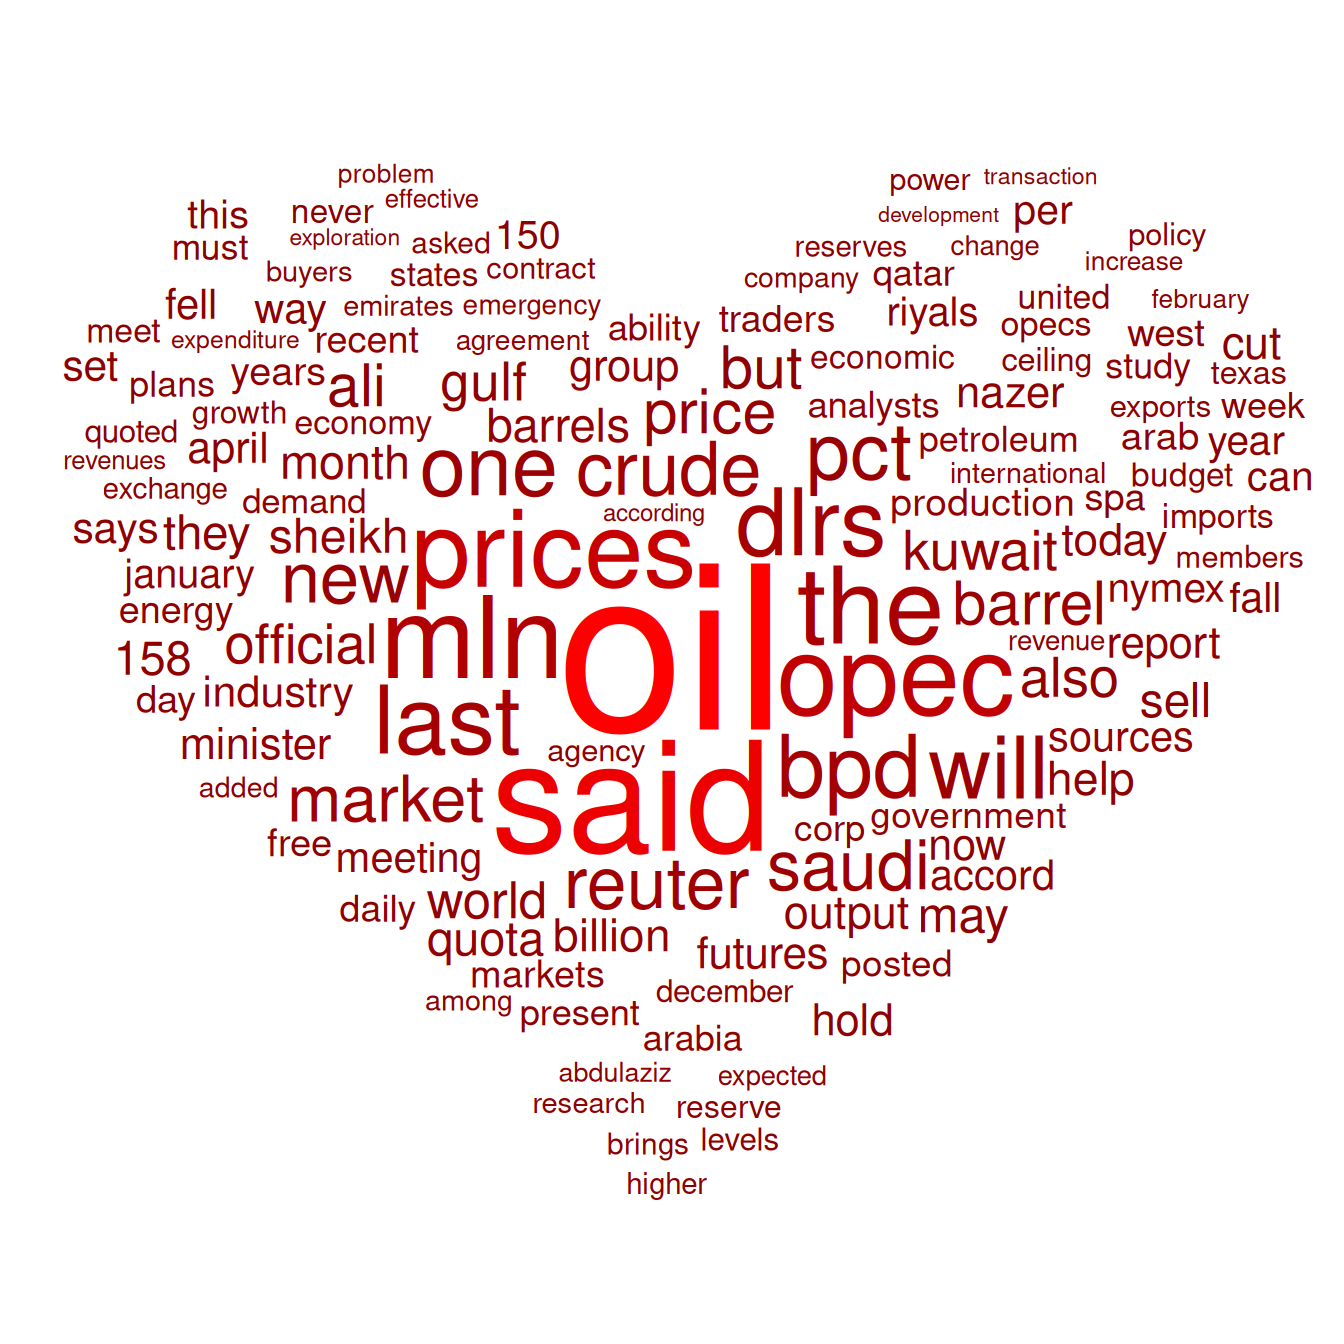 problem
power transaction
effective
this never development per
exploration asked 150
must reserves change policy
buyers states contract company qatar increase
fell way emirates emergency traders riyals united february
meet expenditure recent agreement ability opecs west cut
set plans years ali gulf group but economic ceiling study texas
quoted growth economy barrels price analysts nazer exports week
revenues april month one crude pct petroleum arab year
exchange demand according international budget can
says they sheikh prices dlrs production spa imports
january new kuwait today members
energy mln oil the barrel nymex fall
158 official opec revenue report
day industry last also sell
minister agency bpd will sources
added market said help
free meeting corp government
reuter saudi now
daily world accord
quota billion output may
markets futures posted
among present december hold
arabia
abdulaziz expected
research reserve
brings levels
higher